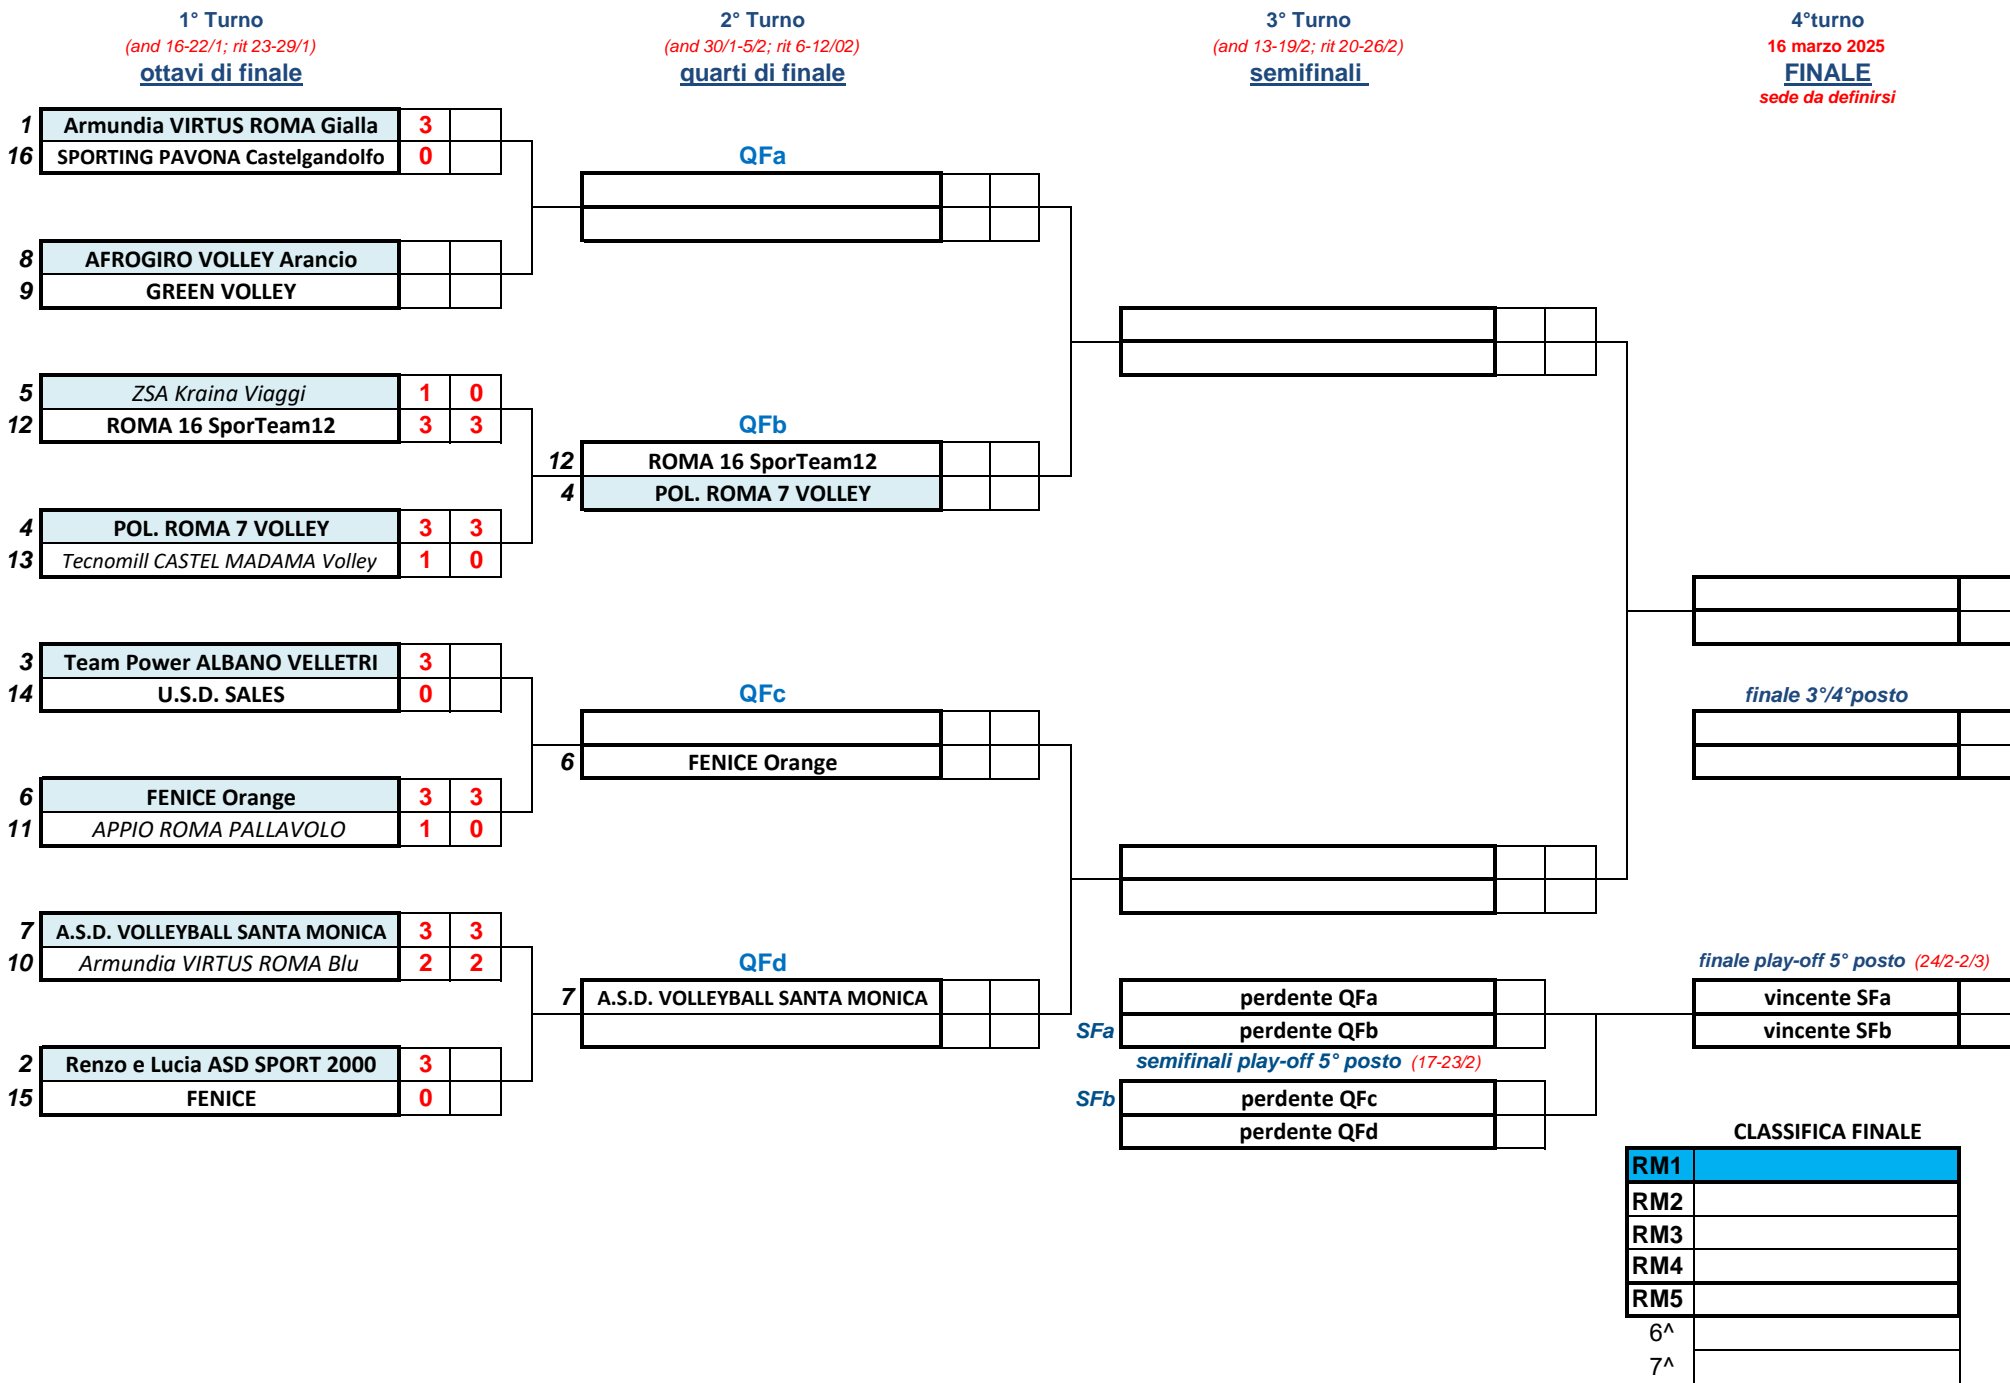 1° Turno
(and 16-22/1; rit 23-29/1)
ottavi di finale
2° Turno
(and 30/1-5/2; rit 6-12/02)
quarti di finale
3° Turno
(and 13-19/2; rit 20-26/2)
semifinali
4°turno
16 marzo 2025
FINALE
sede da definirsi
1 Armundia VIRTUS ROMA Gialla 3
16 SPORTING PAVONA Castelgandolfo 0
8 AFROGIRO VOLLEY Arancio
9 GREEN VOLLEY
5 ZSA Kraina Viaggi 1 0
12 ROMA 16 SporTeam12 3 3
4 POL. ROMA 7 VOLLEY 3 3
13 Tecnomill CASTEL MADAMA Volley 1 0
3 Team Power ALBANO VELLETRI 3
14 U.S.D. SALES 0
6 FENICE Orange 3 3
11 APPIO ROMA PALLAVOLO 1 0
7 A.S.D. VOLLEYBALL SANTA MONICA 3 3
10 Armundia VIRTUS ROMA Blu 2 2
2 Renzo e Lucia ASD SPORT 2000 3
15 FENICE 0
QFa
QFb
12 ROMA 16 SporTeam12
4 POL. ROMA 7 VOLLEY
QFc
6 FENICE Orange
QFd
7 A.S.D. VOLLEYBALL SANTA MONICA
perdente QFa
SFa perdente QFb
semifinali play-off 5° posto (17-23/2)
SFb perdente QFc
perdente QFd
finale 3°/4°posto
finale play-off 5° posto (24/2-2/3)
vincente SFa
vincente SFb
CLASSIFICA FINALE
RM1
RM2
RM3
RM4
RM5
6^
7^